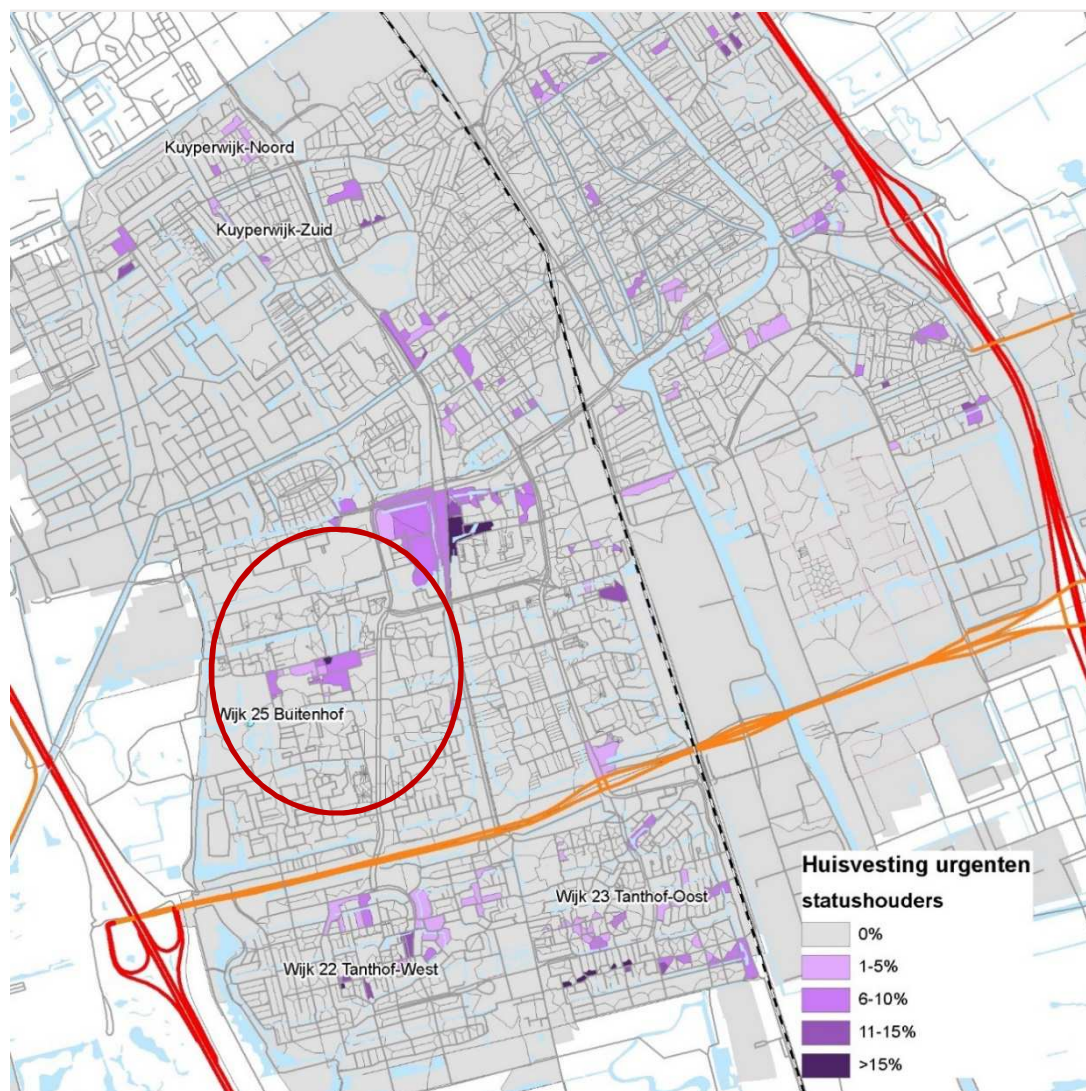 Kuyperwijk-Noord
Kuyperwijk-Zuid
Wijk 25 Buitenhof
Wijk 23 Tanthof-Oost
Wijk 22 Tanthof-West
Huisvesting urgenten
statushouders
0%
1-5%
6-10%
11-15%
>15%